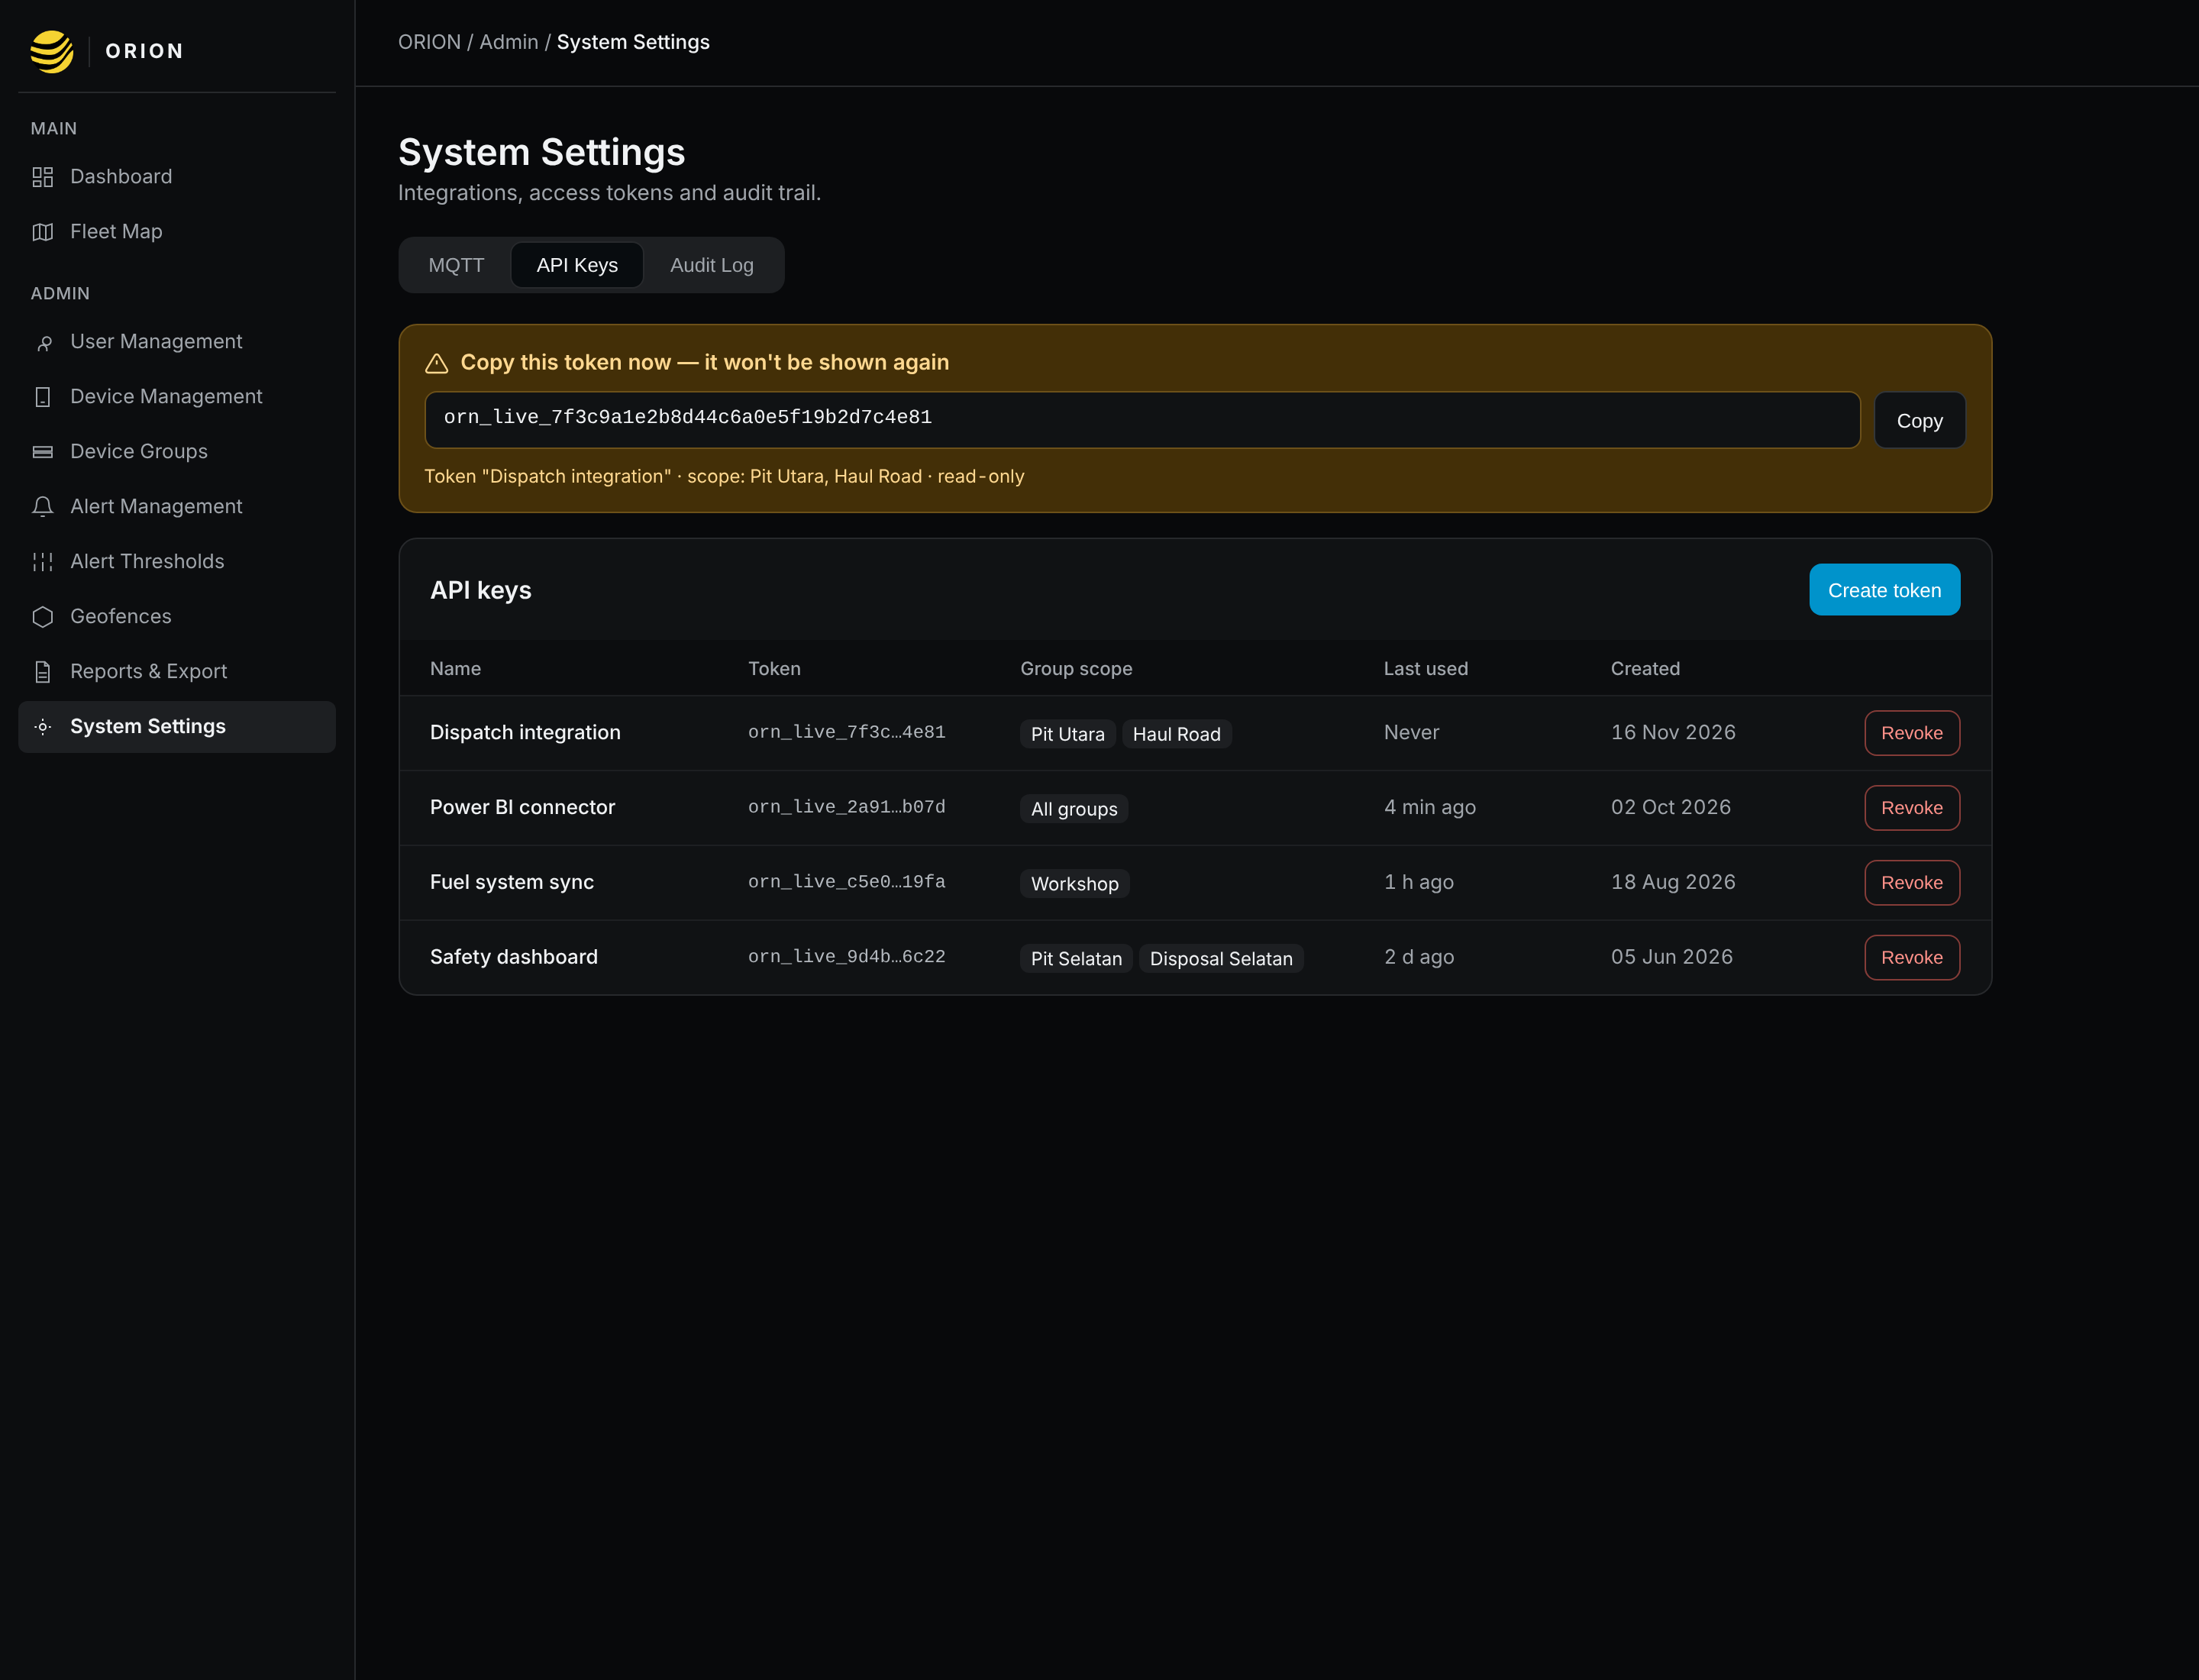 ORION
MAIN
Dashboard
Fleet Map
ADMIN
User Management
Device Management
Device Groups
Alert Management
Alert Thresholds
Geofences
Reports & Export
System Settings
ORION / Admin / System Settings
System Settings
Integrations, access tokens and audit trail.
MQTT API Keys Audit Log
Copy this token now — it won't be shown again
orn_live_7f3c9a1e2b8d44c6a0e5f19b2d7c4e81 Copy
Token "Dispatch integration" · scope: Pit Utara, Haul Road · read-only
API keys Create token
Name Token Group scope Last used Created
Dispatch integration orn_live_7f3c…4e81 Pit Utara Haul Road Never 16 Nov 2026 Revoke
Power BI connector orn_live_2a91…b07d All groups 4 min ago 02 Oct 2026 Revoke
Fuel system sync orn_live_c5e0…19fa Workshop 1 h ago 18 Aug 2026 Revoke
Safety dashboard orn_live_9d4b…6c22 Pit Selatan Disposal Selatan 2 d ago 05 Jun 2026 Revoke